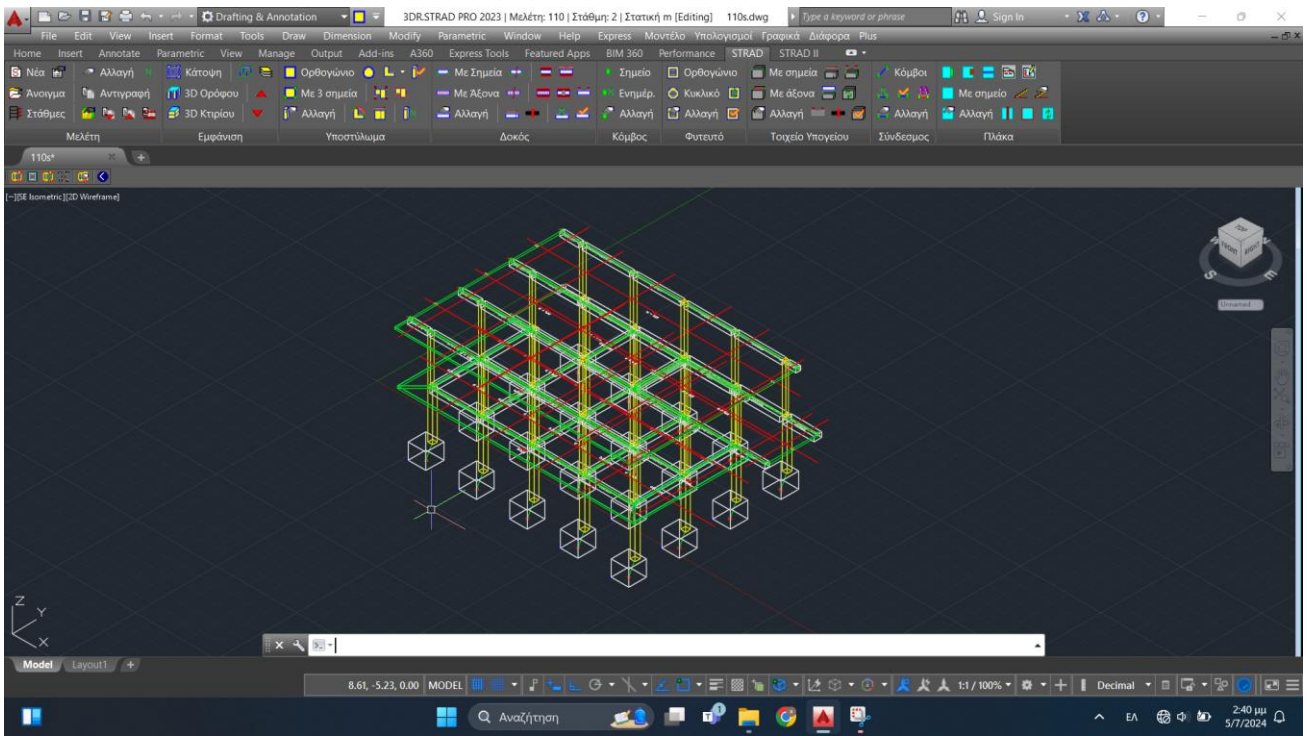 Drafting & Annotation 3DR.STRAD PRO 2023 | Μελέτη: 110 | Στάθμη: 2 | Στατική m [Editing] 110s.dwg Type a keyword or phrase Sign In
File Edit View Insert Format Tools Draw Dimension Modify Parametric Window Help Express Μοντέλο Υπολογισμοί Γραφικά Διάφορα Plus
Home Insert Annotate Parametric View Manage Output Add-ins A360 Express Tools Featured Apps BIM 360 Performance STRAD STRAD II
Νέα Αλλαγή Κάτοψη Ορθογώνιο Με Σημεία Σημείο Ορθογώνιο Με σημεία Κόμβοι
Άνοιγμα Αντιγραφή 3D Ορόφου Με 3 σημεία Με Άξονα Ενημέρ. Κυκλικό Με άξονα Με σημείο
Στάθμες 3D Κτιρίου Αλλαγή Αλλαγή Αλλαγή Αλλαγή Αλλαγή Αλλαγή Αλλαγή
Μελέτη Εμφάνιση Υποστύλωμα Δοκός Κόμβος Φυτευτό Τοιχείο Υπογείου Σύνδεσμος Πλάκα
110s*
[−][SE Isometric][2D Wireframe]
TOP
FRONT RIGHT
S E
Unnamed
Z
Y
X
Model Layout1 +
8.61, -5.23, 0.00 MODEL 1:1 / 100% Decimal
Αναζήτηση ΕΛ 2:40 μμ
5/7/2024